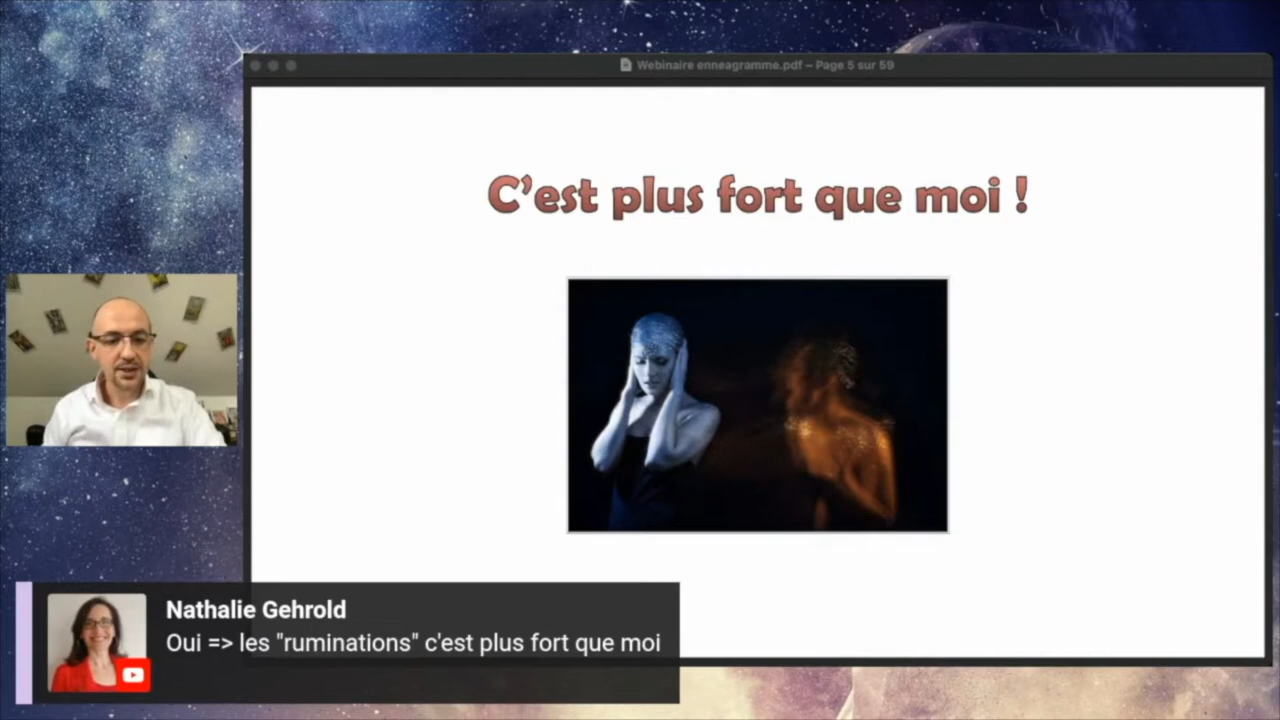 Webinaire enneagramme.pdf – Page 5 sur 59
C’est plus fort que moi !
Nathalie Gehrold
Oui => les "ruminations" c'est plus fort que moi